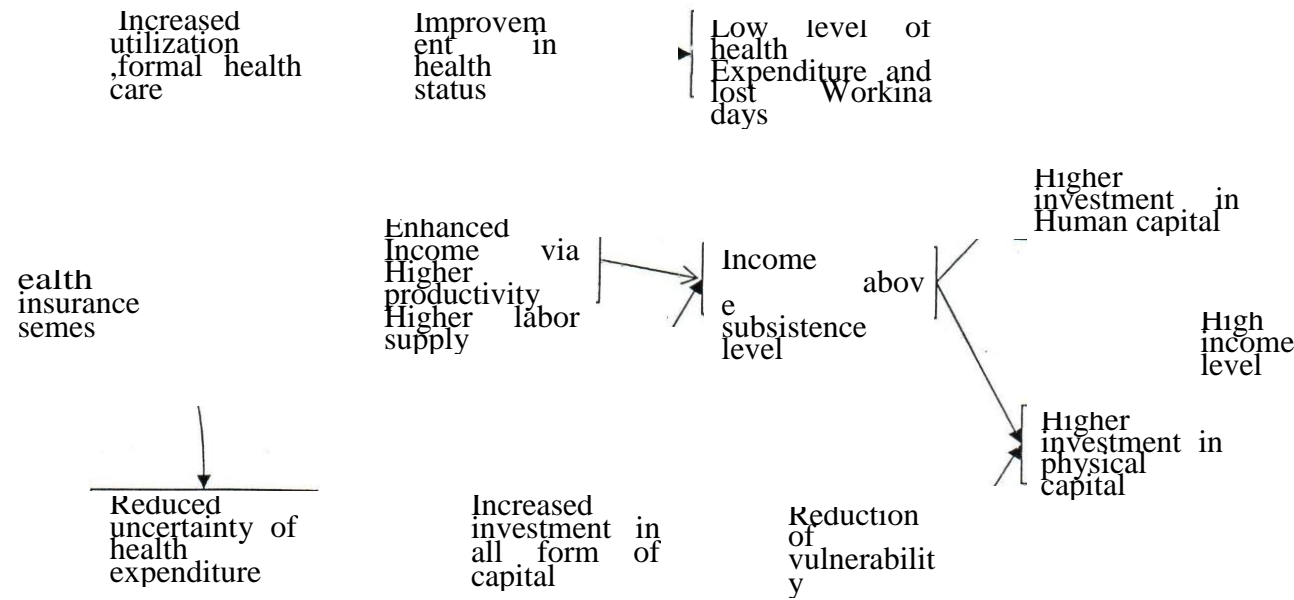 Increased
utilization
,formal health
care
Improvem
ent in
health
status
Low level of
health
Expenditure and
lost Workina
days
Higher
investment in
Human capital
Enhanced
Income via
Higher
productivity
Higher labor
supply
Income
abov
e
subsistence
level
ealth
insurance
semes
High
income
level
Higher
investment in
physical
capital
Reduced
uncertainty of
health
expenditure
Increased
investment in
all form of
capital
Reduction
of
vulnerabilit
y